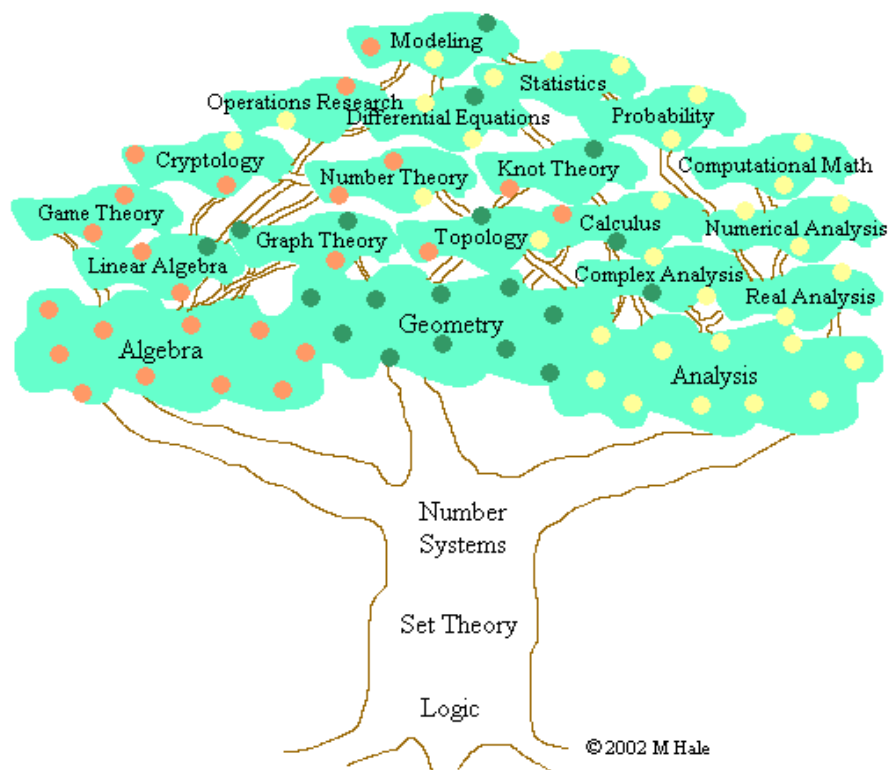 Modeling
Statistics
Operations Research
Differential Equations
Probability
Cryptology
Number Theory
Knot Theory
Computational Math
Game Theory
Graph Theory
Topology
Calculus
Numerical Analysis
Linear Algebra
Complex Analysis
Real Analysis
Algebra
Geometry
Analysis
Number
Systems
Set Theory
Logic
©2002 M Hale